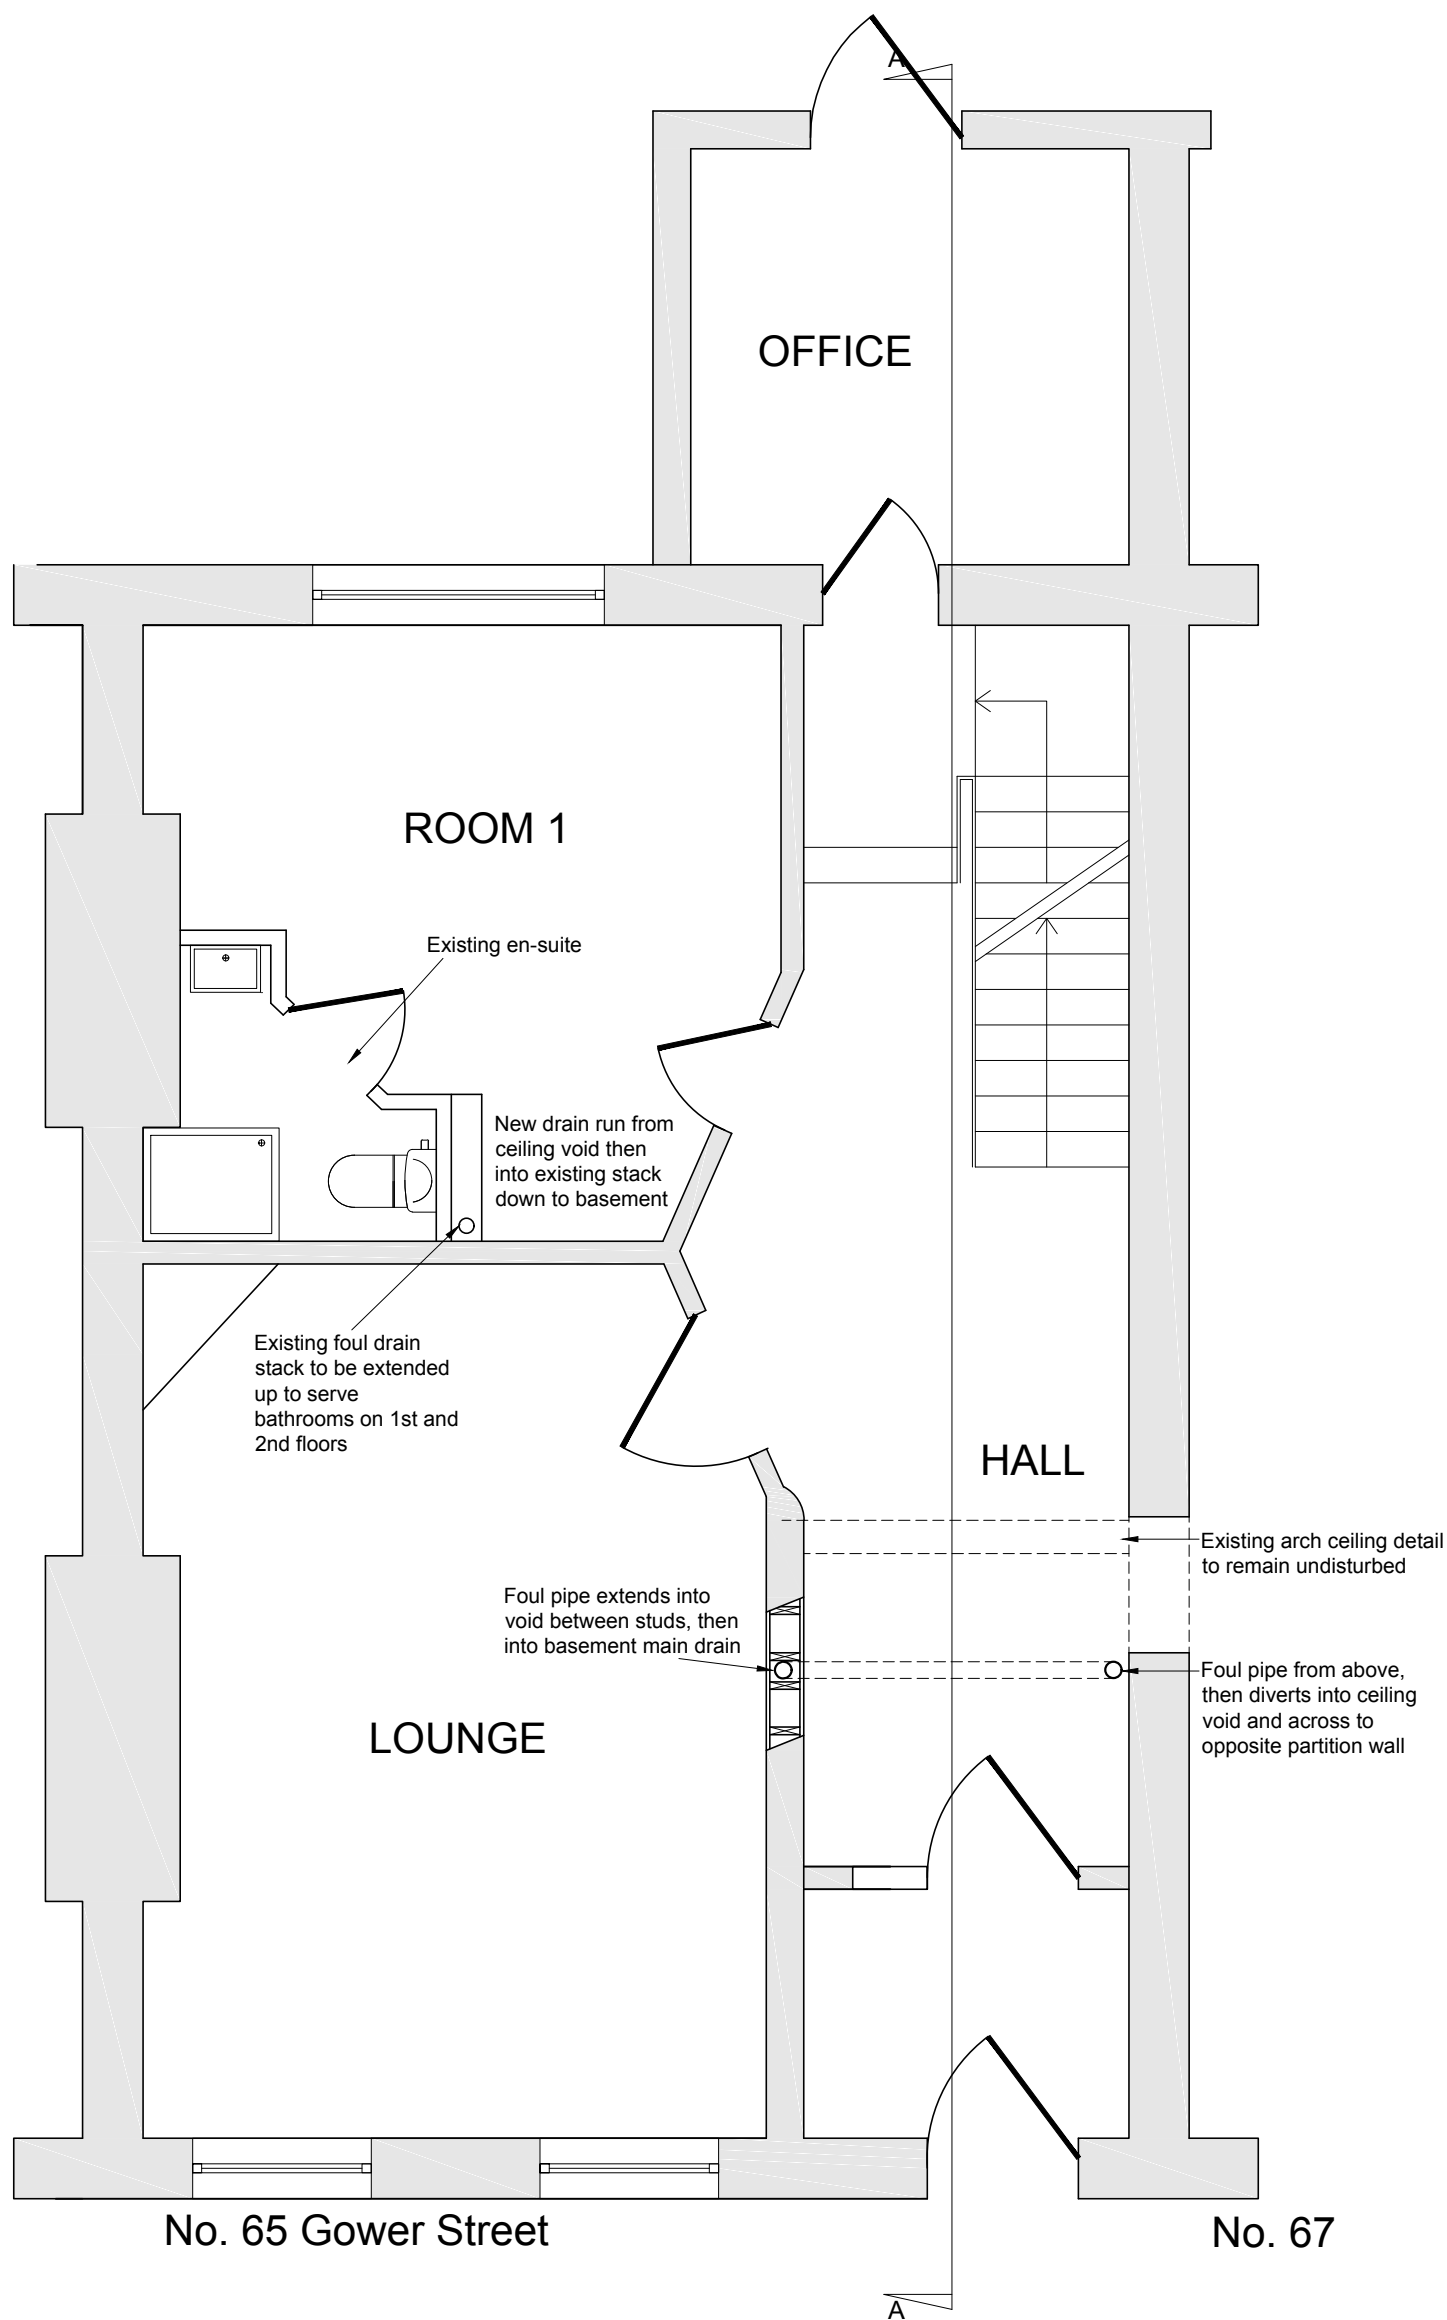 A
OFFICE
ROOM 1
Existing en-suite
New drain run from
ceiling void then
into existing stack
down to basement
Existing foul drain
stack to be extended
up to serve
bathrooms on 1st and
2nd floors
HALL
Existing arch ceiling detail
to remain undisturbed
Foul pipe extends into
void between studs, then
into basement main drain
Foul pipe from above,
then diverts into ceiling
void and across to
opposite partition wall
LOUNGE
No. 65 Gower Street
No. 67
A